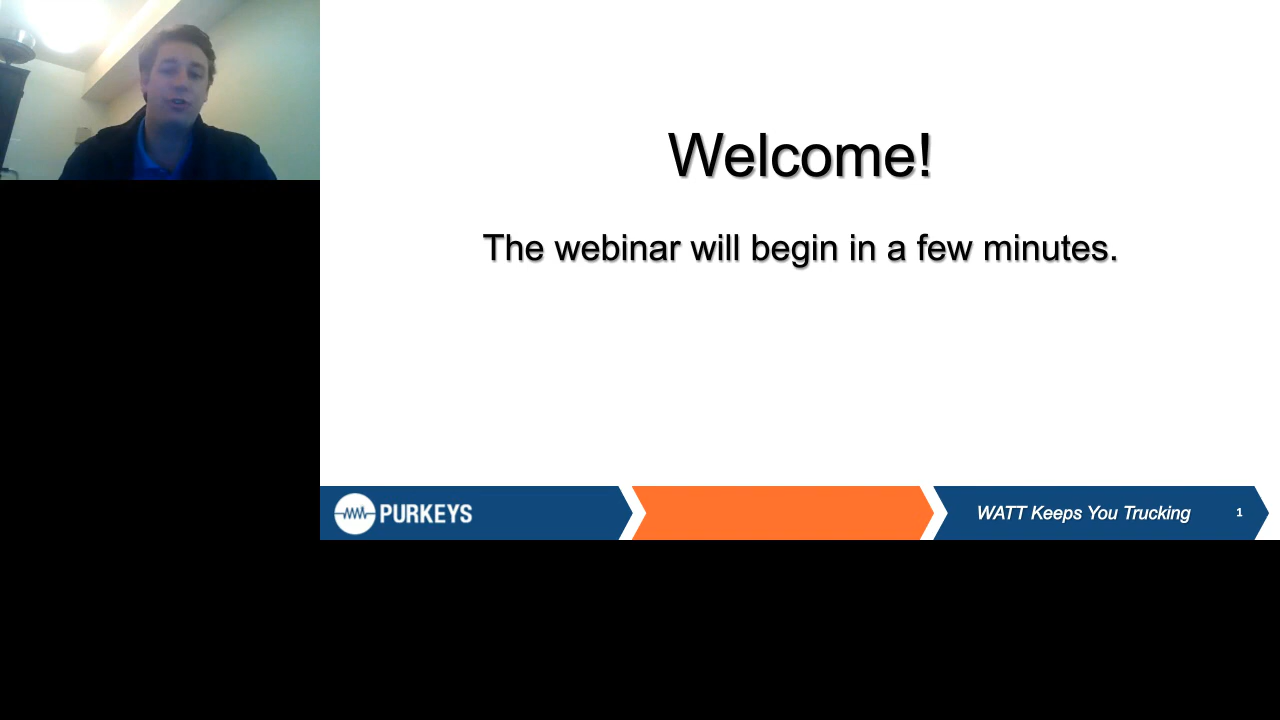 Welcome!
The webinar will begin in a few minutes.
PURKEYS
WATT Keeps You Trucking
1